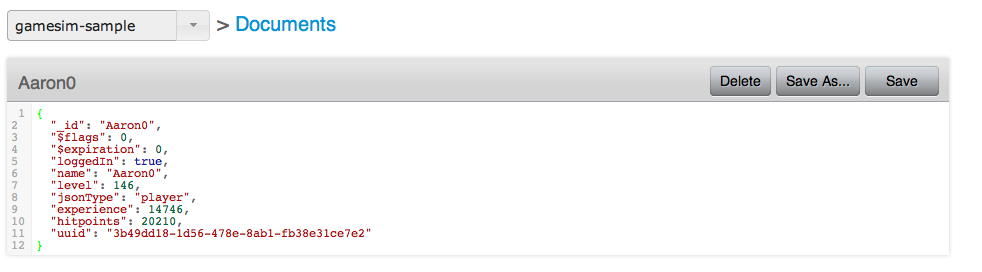 gamesim-sample > Documents
Aaron0 Delete Save As... Save
1 {
2 "_id": "Aaron0",
3 "$flags": 0,
4 "$expiration": 0,
5 "loggedIn": true,
6 "name": "Aaron0",
7 "level": 146,
8 "jsonType": "player",
9 "experience": 14746,
10 "hitpoints": 20210,
11 "uuid": "3b49dd18-1d56-478e-8ab1-fb38e31ce7e2"
12 }